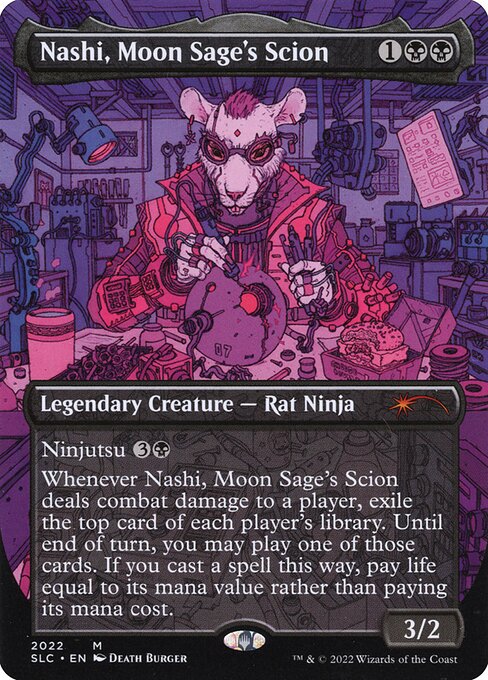 Nashi, Moon Sage's Scion 1
07
Legendary Creature — Rat Ninja
Ninjutsu 3
Whenever Nashi, Moon Sage's Scion
deals combat damage to a player, exile
the top card of each player's library. Until
end of turn, you may play one of those
cards. If you cast a spell this way, pay life
equal to its mana value rather than paying
its mana cost.
3/2
2022 M
SLC • EN Death Burger
™ & © 2022 Wizards of the Coast